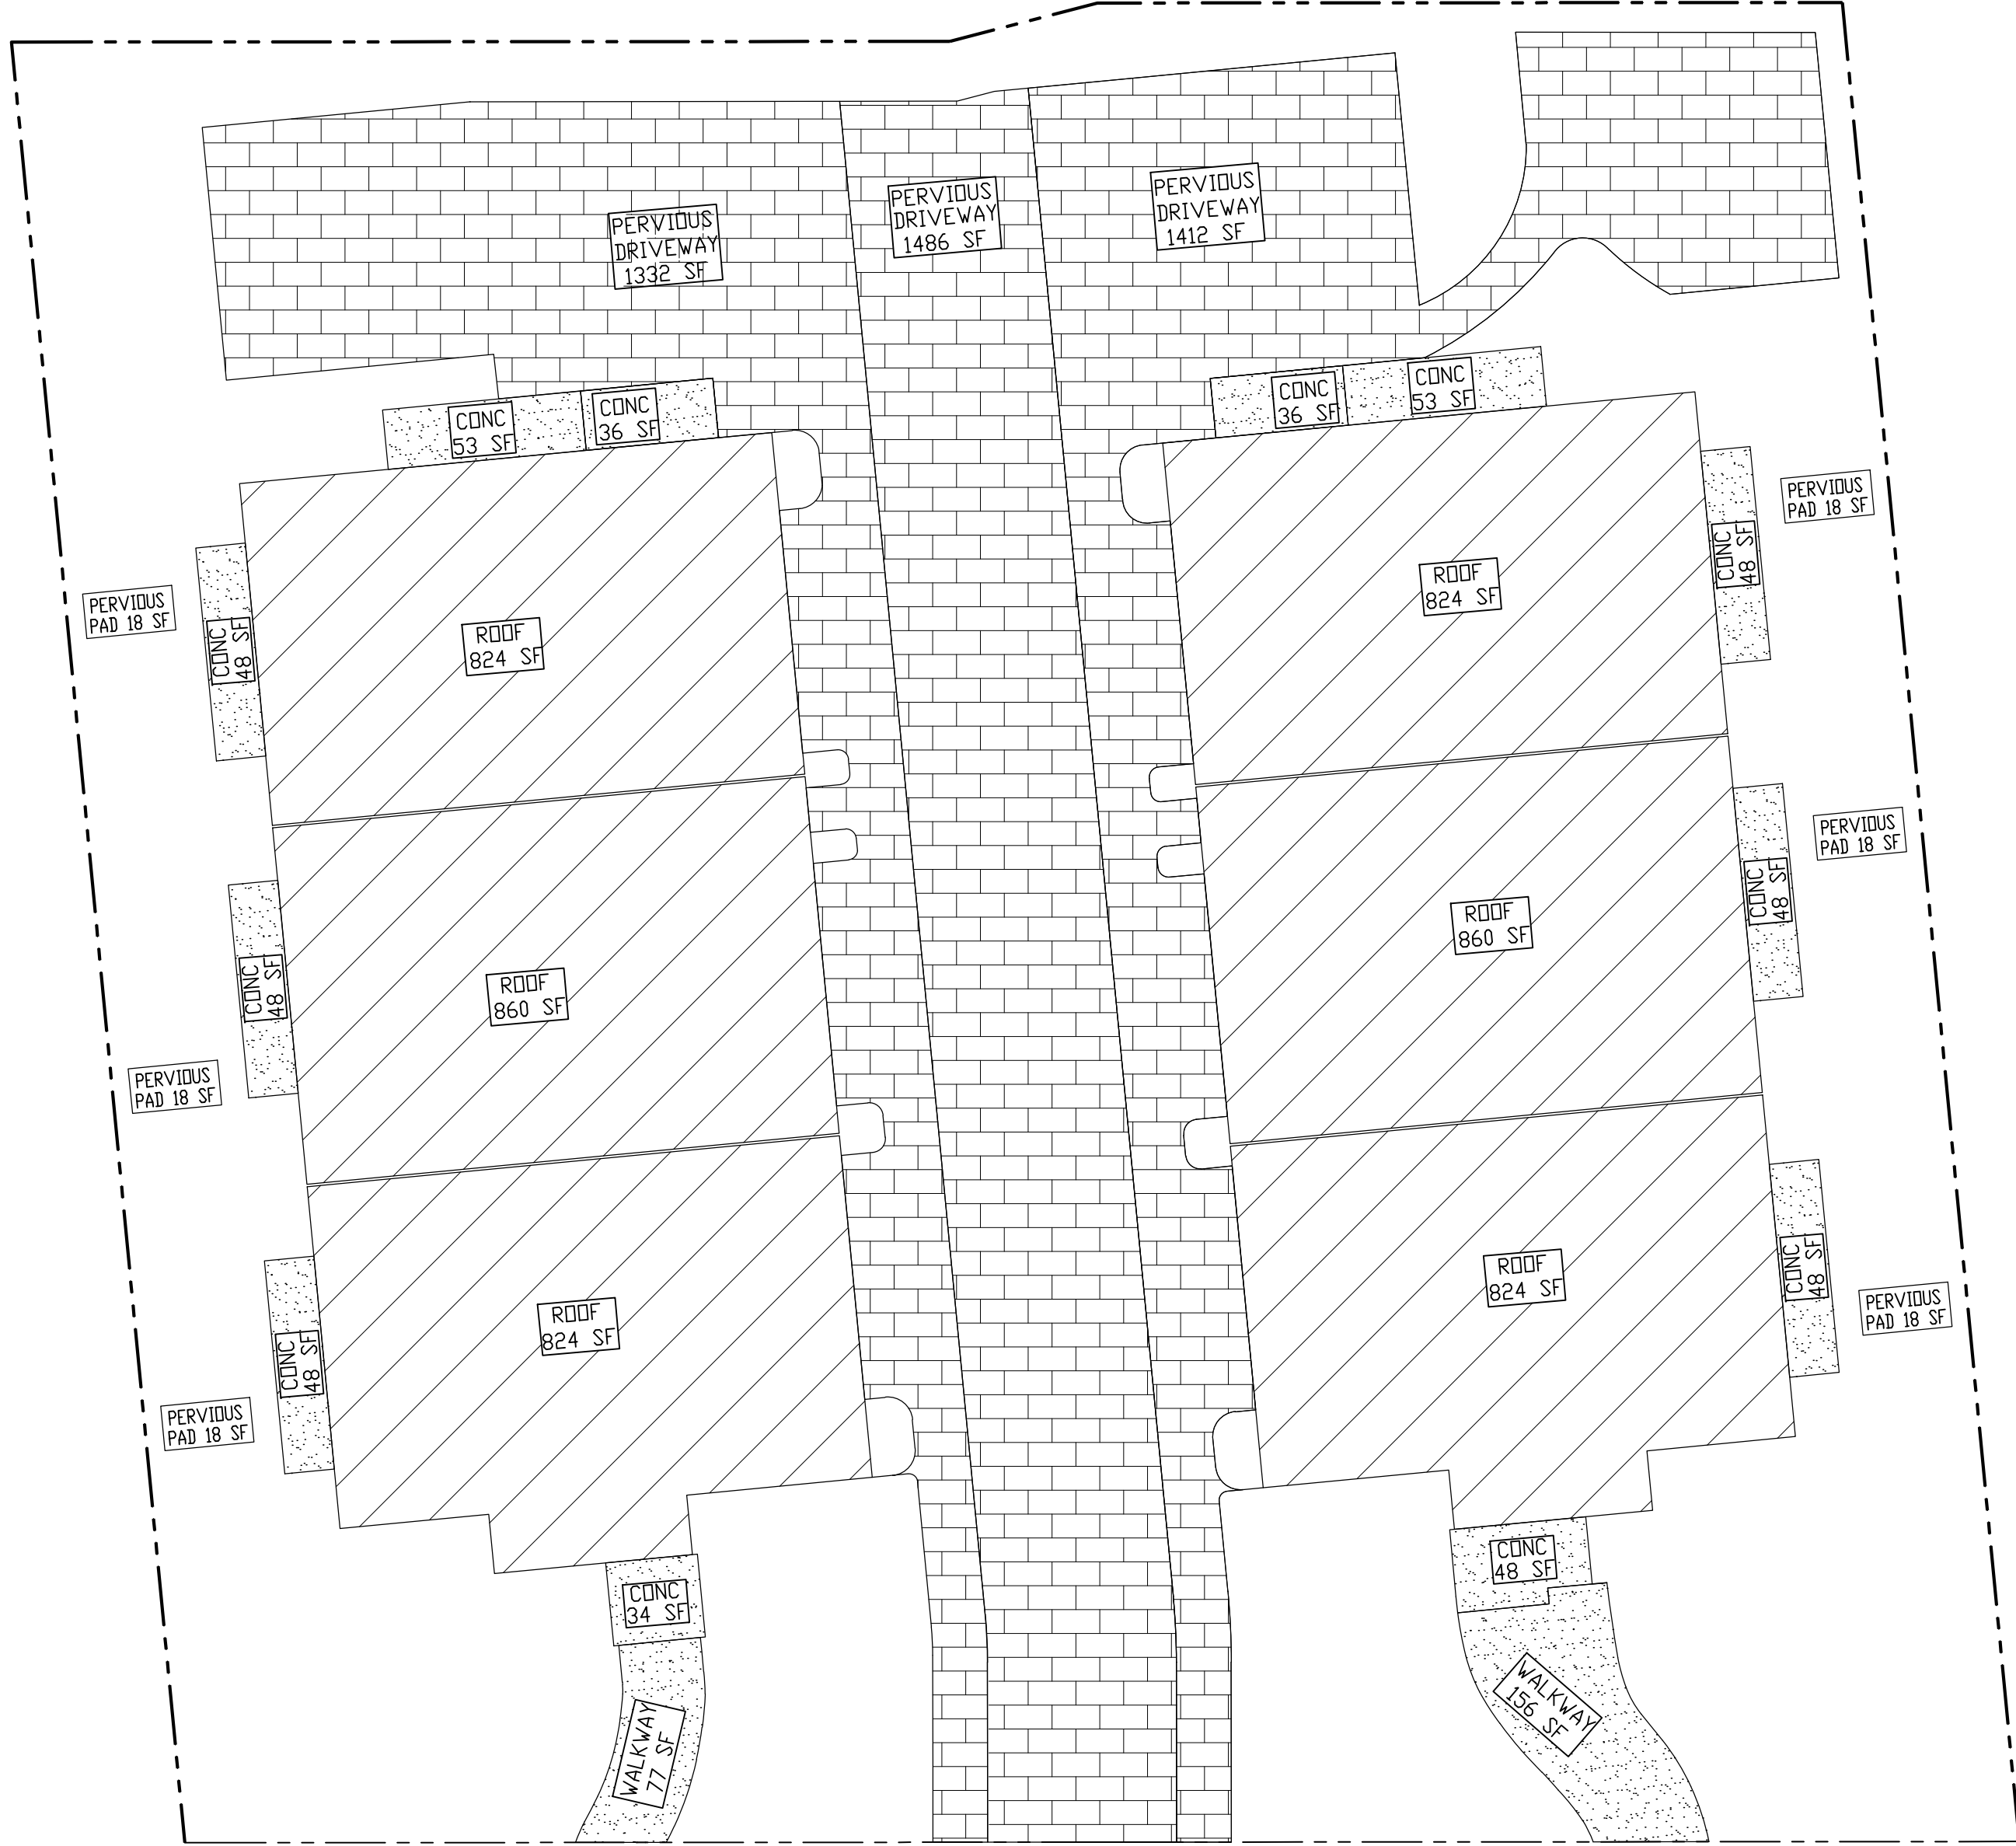 PERVIOUS
DRIVEWAY
1332 SF
PERVIOUS
DRIVEWAY
1486 SF
PERVIOUS
DRIVEWAY
1412 SF
CONC
53 SF
CONC
36 SF
CONC
36 SF
CONC
53 SF
PERVIOUS
PAD 18 SF
CONC
48 SF
ROOF
824 SF
ROOF
824 SF
CONC
48 SF
PERVIOUS
PAD 18 SF
CONC
48 SF
ROOF
860 SF
ROOF
860 SF
CONC
48 SF
PERVIOUS
PAD 18 SF
PERVIOUS
PAD 18 SF
CONC
48 SF
ROOF
824 SF
ROOF
824 SF
CONC
48 SF
PERVIOUS
PAD 18 SF
PERVIOUS
PAD 18 SF
CONC
34 SF
CONC
48 SF
WALKWAY
77 SF
WALKWAY
156 SF